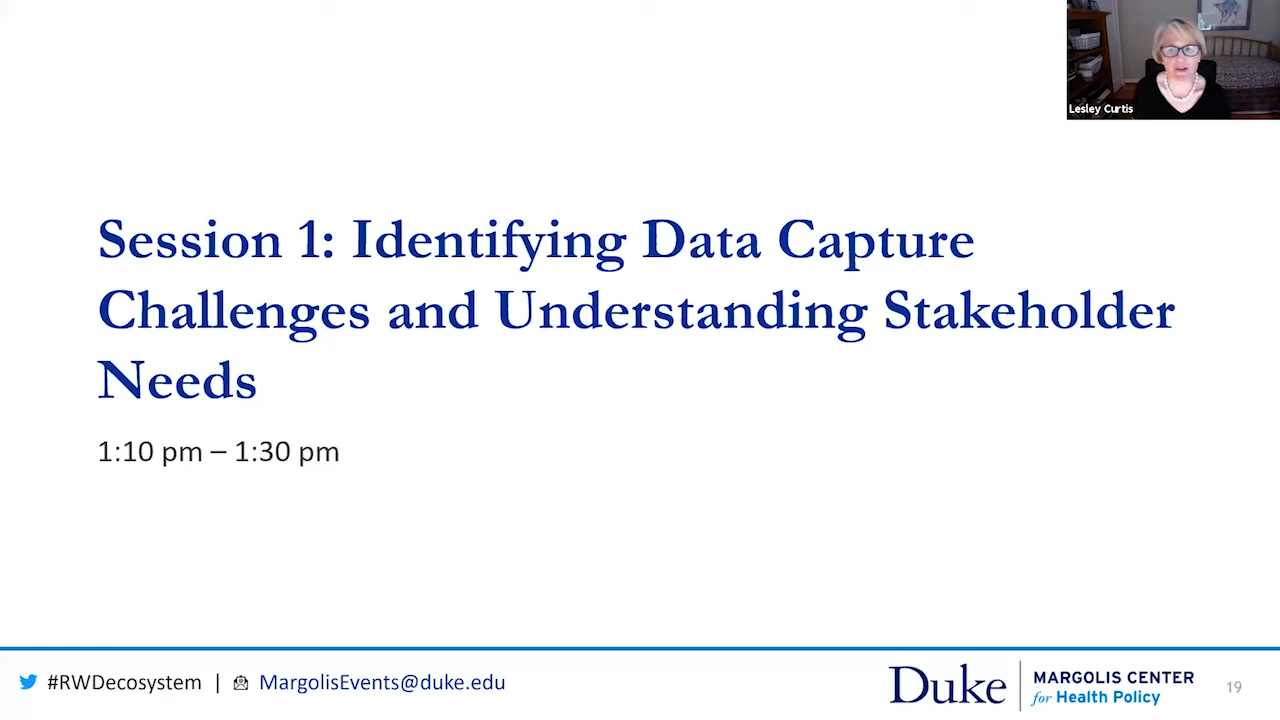 Lesley Curtis
Session 1: Identifying Data Capture
Challenges and Understanding Stakeholder
Needs
1:10 pm – 1:30 pm
#RWDecosystem | MargolisEvents@duke.edu
Duke
MARGOLIS CENTER
for Health Policy
19